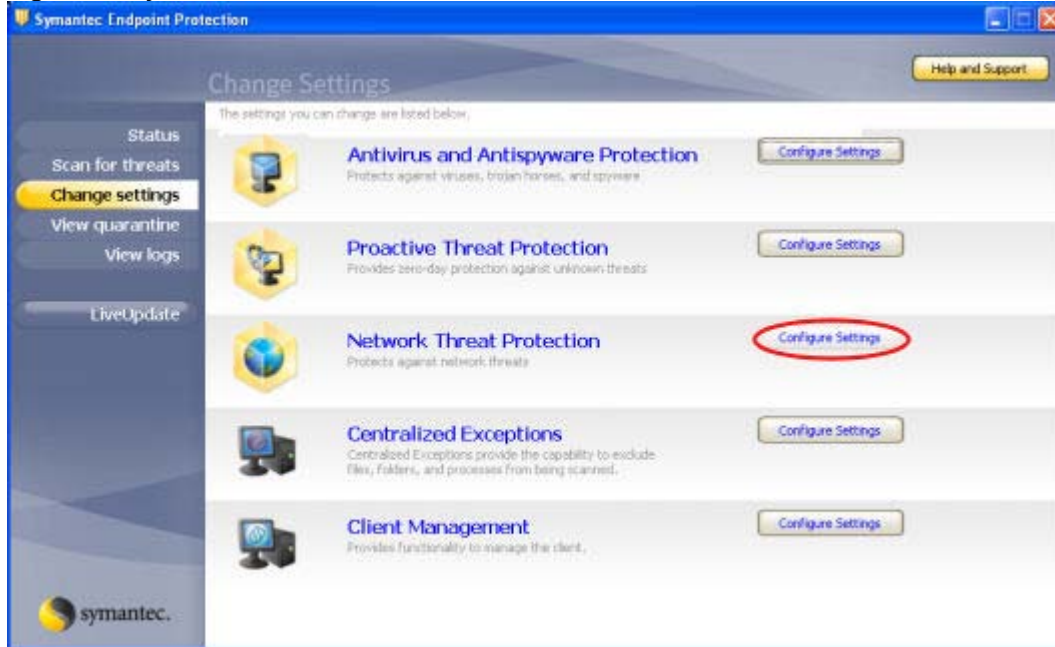 Symantec Endpoint Protection
Help and Support
Change Settings
The settings you can change are listed below.
Status
Scan for threats
Change settings
View quarantine
View logs
LiveUpdate
Antivirus and Antispyware Protection
Protects against viruses, trojan horses, and spyware
Configure Settings
Proactive Threat Protection
Provides zero-day protection against unknown threats
Configure Settings
Network Threat Protection
Protects against network threats
Configure Settings
Centralized Exceptions
Centralized Exceptions provide the capability to exclude
files, folders, and processes from being scanned.
Configure Settings
Client Management
Provides functionality to manage the client.
Configure Settings
symantec.